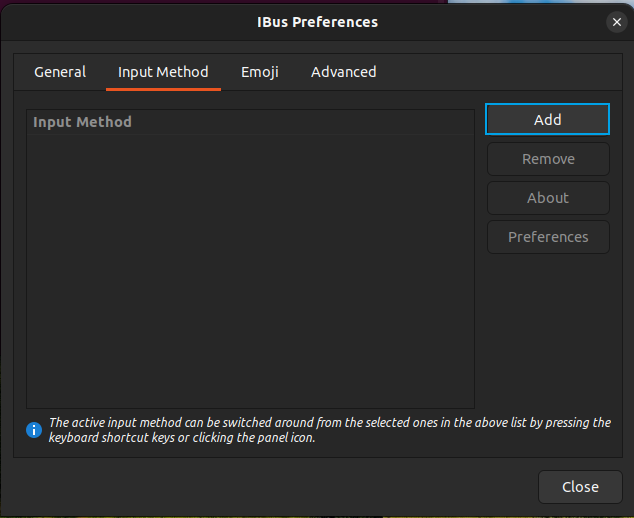 IBus Preferences
General
Input Method
Emoji
Advanced
Input Method
Add
Remove
About
Preferences
The active input method can be switched around from the selected ones in the above list by pressing the
keyboard shortcut keys or clicking the panel icon.
Close